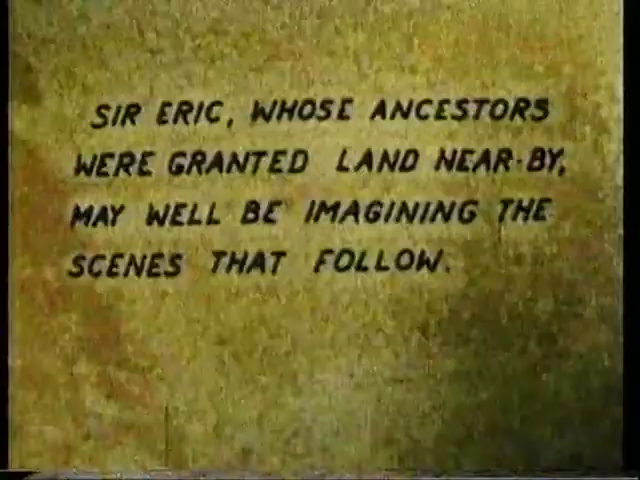 SIR ERIC, WHOSE ANCESTORS
WERE GRANTED LAND NEAR-BY,
MAY WELL BE IMAGINING THE
SCENES THAT FOLLOW.